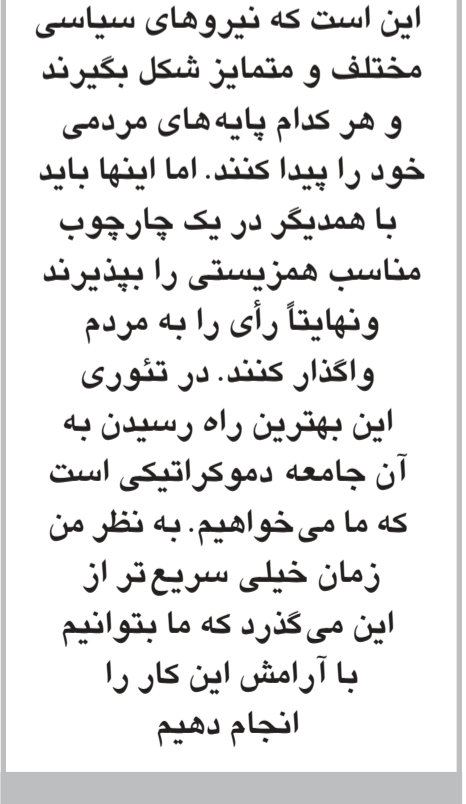 این است که نیروهای سیاسی
مختلف و متمایز شکل بگیرند
و هر کدام پایه‌های مردمی
خود را پیدا کنند. اما اینها باید
با همدیگر در یک چارچوب
مناسب همزیستی را بپذیرند
ونهایتاً رأی را به مردم
واگذار کنند. در تئوری
این بهترین راه رسیدن به
آن جامعه دموکراتیکی است
که ما می‌خواهیم. به نظر من
زمان خیلی سریع‌تر از
این می‌گذرد که ما بتوانیم
با آرامش این کار را
انجام دهیم